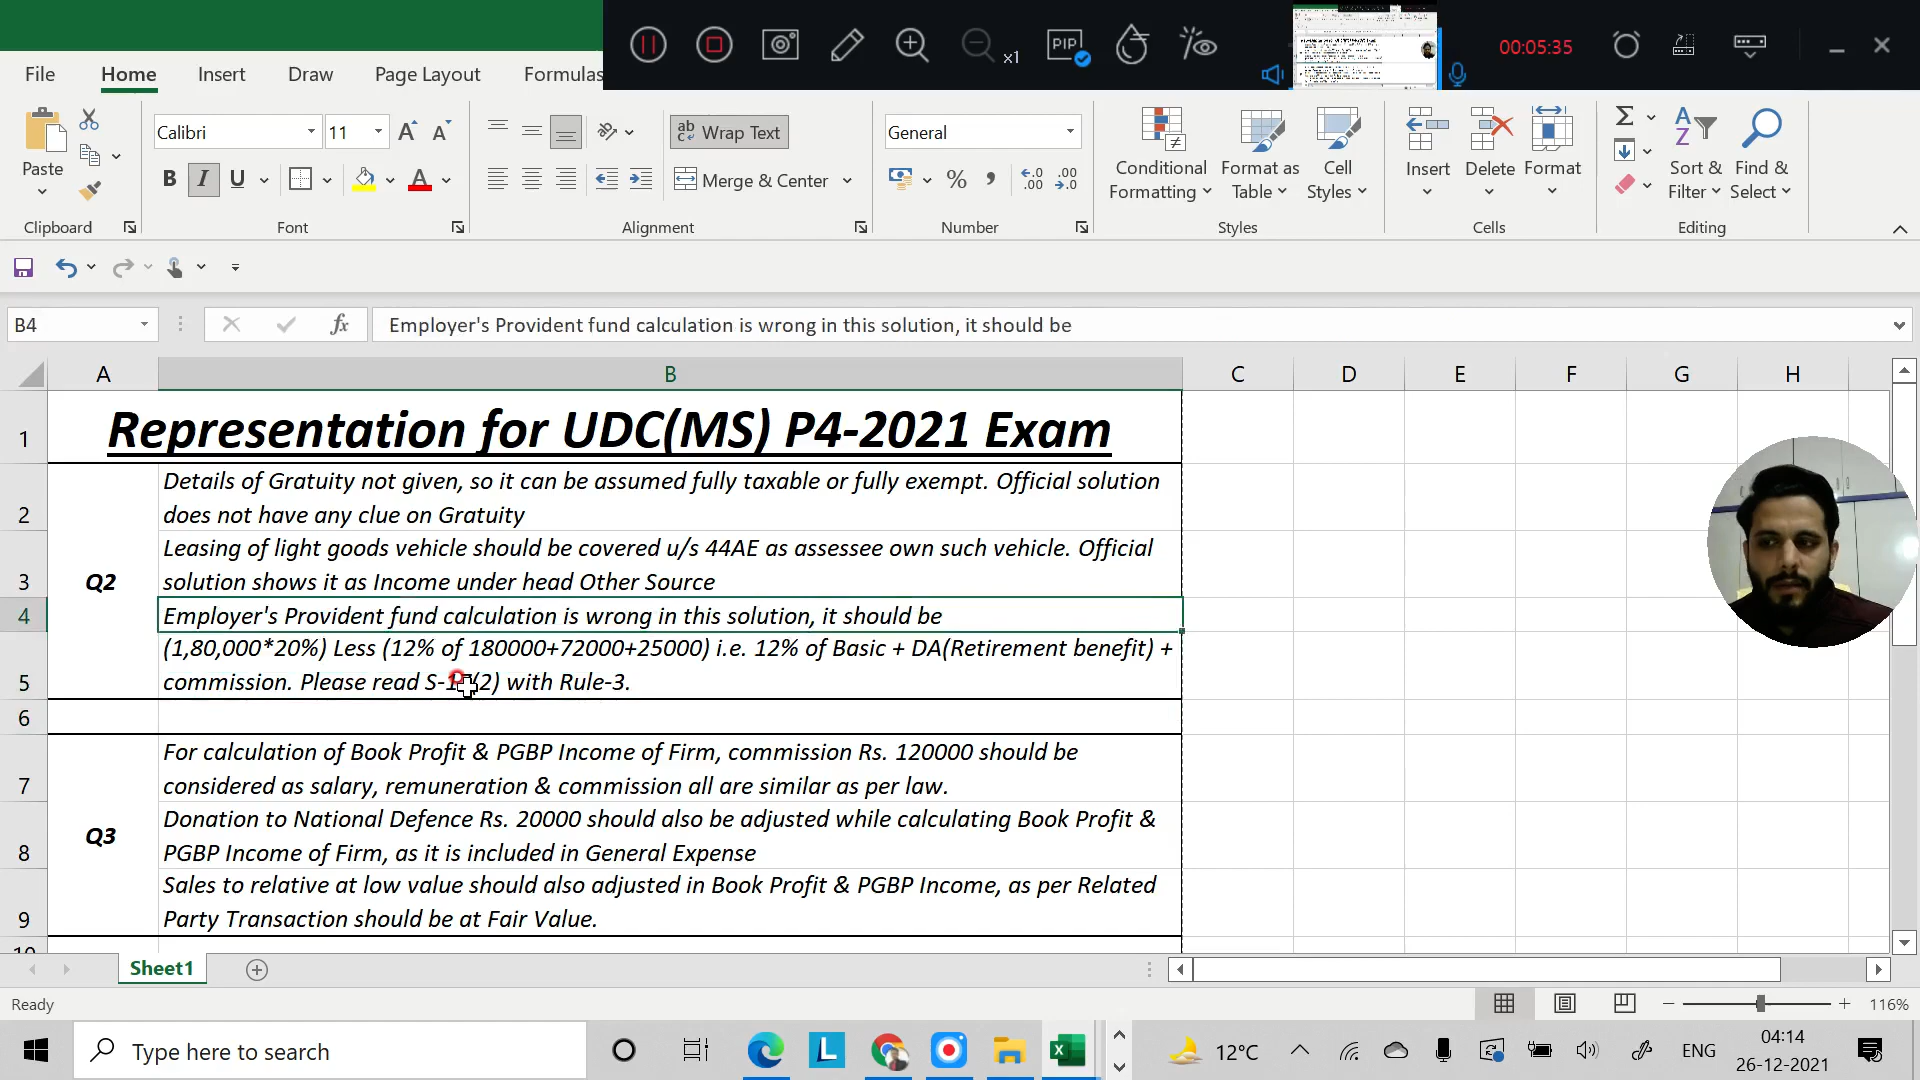 x1
PIP
00:05:35
File Home Insert Draw Page Layout Formulas
Paste
Clipboard
Calibri 11
B I U
Font
Wrap Text
Merge & Center
Alignment
General
Number
Conditional Formatting
Format as Table
Cell Styles
Styles
Insert Delete Format
Cells
Sort & Filter
Find & Select
Editing
B4
fx
Employer's Provident fund calculation is wrong in this solution, it should be
A B C D E F G H
1 Representation for UDC(MS) P4-2021 Exam
Details of Gratuity not given, so it can be assumed fully taxable or fully exempt. Official solution
2 does not have any clue on Gratuity
Leasing of light goods vehicle should be covered u/s 44AE as assessee own such vehicle. Official
3 Q2 solution shows it as Income under head Other Source
4 Employer's Provident fund calculation is wrong in this solution, it should be
(1,80,000*20%) Less (12% of 180000+72000+25000) i.e. 12% of Basic + DA(Retirement benefit) +
5 commission. Please read with Rule-3.
6
For calculation of Book Profit & PGBP Income of Firm, commission Rs. 120000 should be
7 considered as salary, remuneration & commission all are similar as per law.
Donation to National Defence Rs. 20000 should also be adjusted while calculating Book Profit &
8 Q3 PGBP Income of Firm, as it is included in General Expense
Sales to relative at low value should also adjusted in Book Profit & PGBP Income, as per Related
9 Party Transaction should be at Fair Value.
Sheet1
Ready
116%
Type here to search
12°C
ENG
04:14
26-12-2021